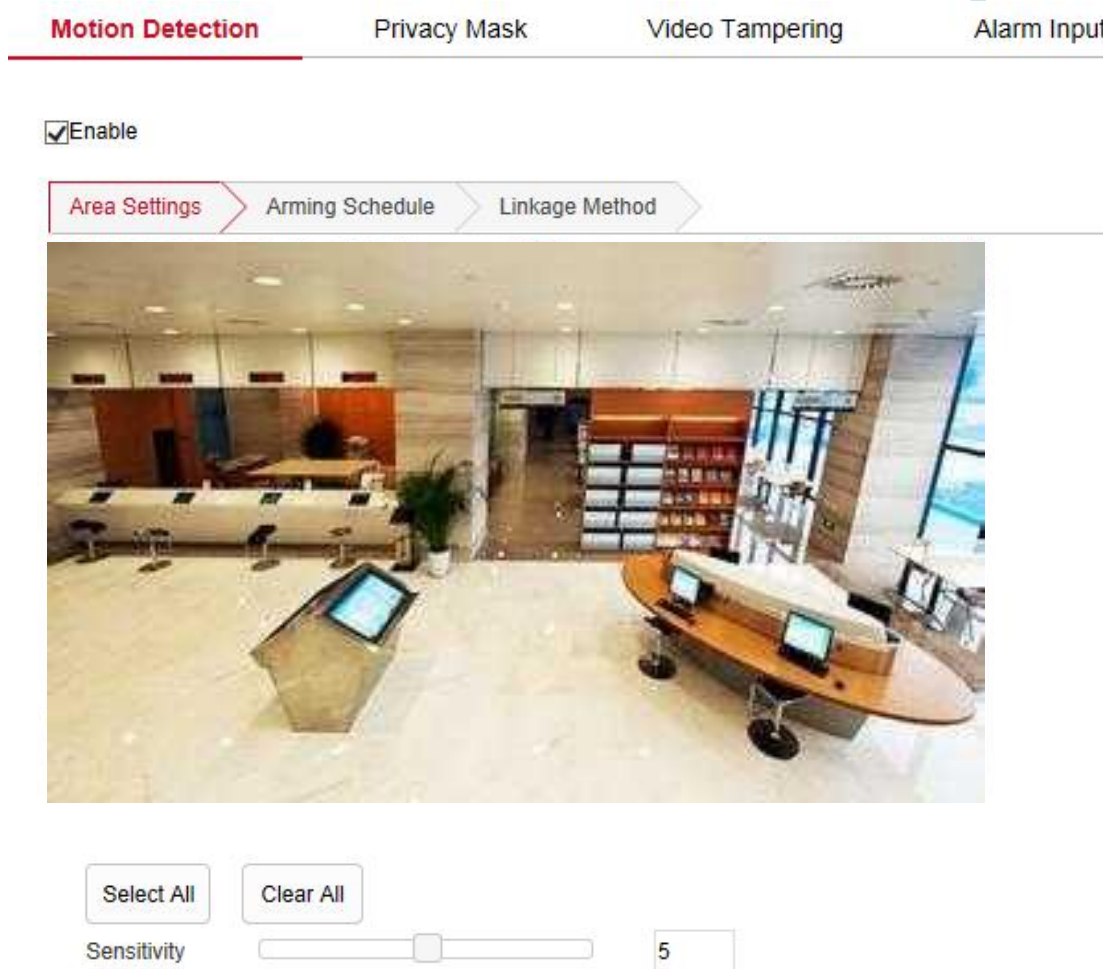 Motion Detection Privacy Mask Video Tampering Alarm Input
Enable
Area Settings Arming Schedule Linkage Method
Select All Clear All
Sensitivity 5